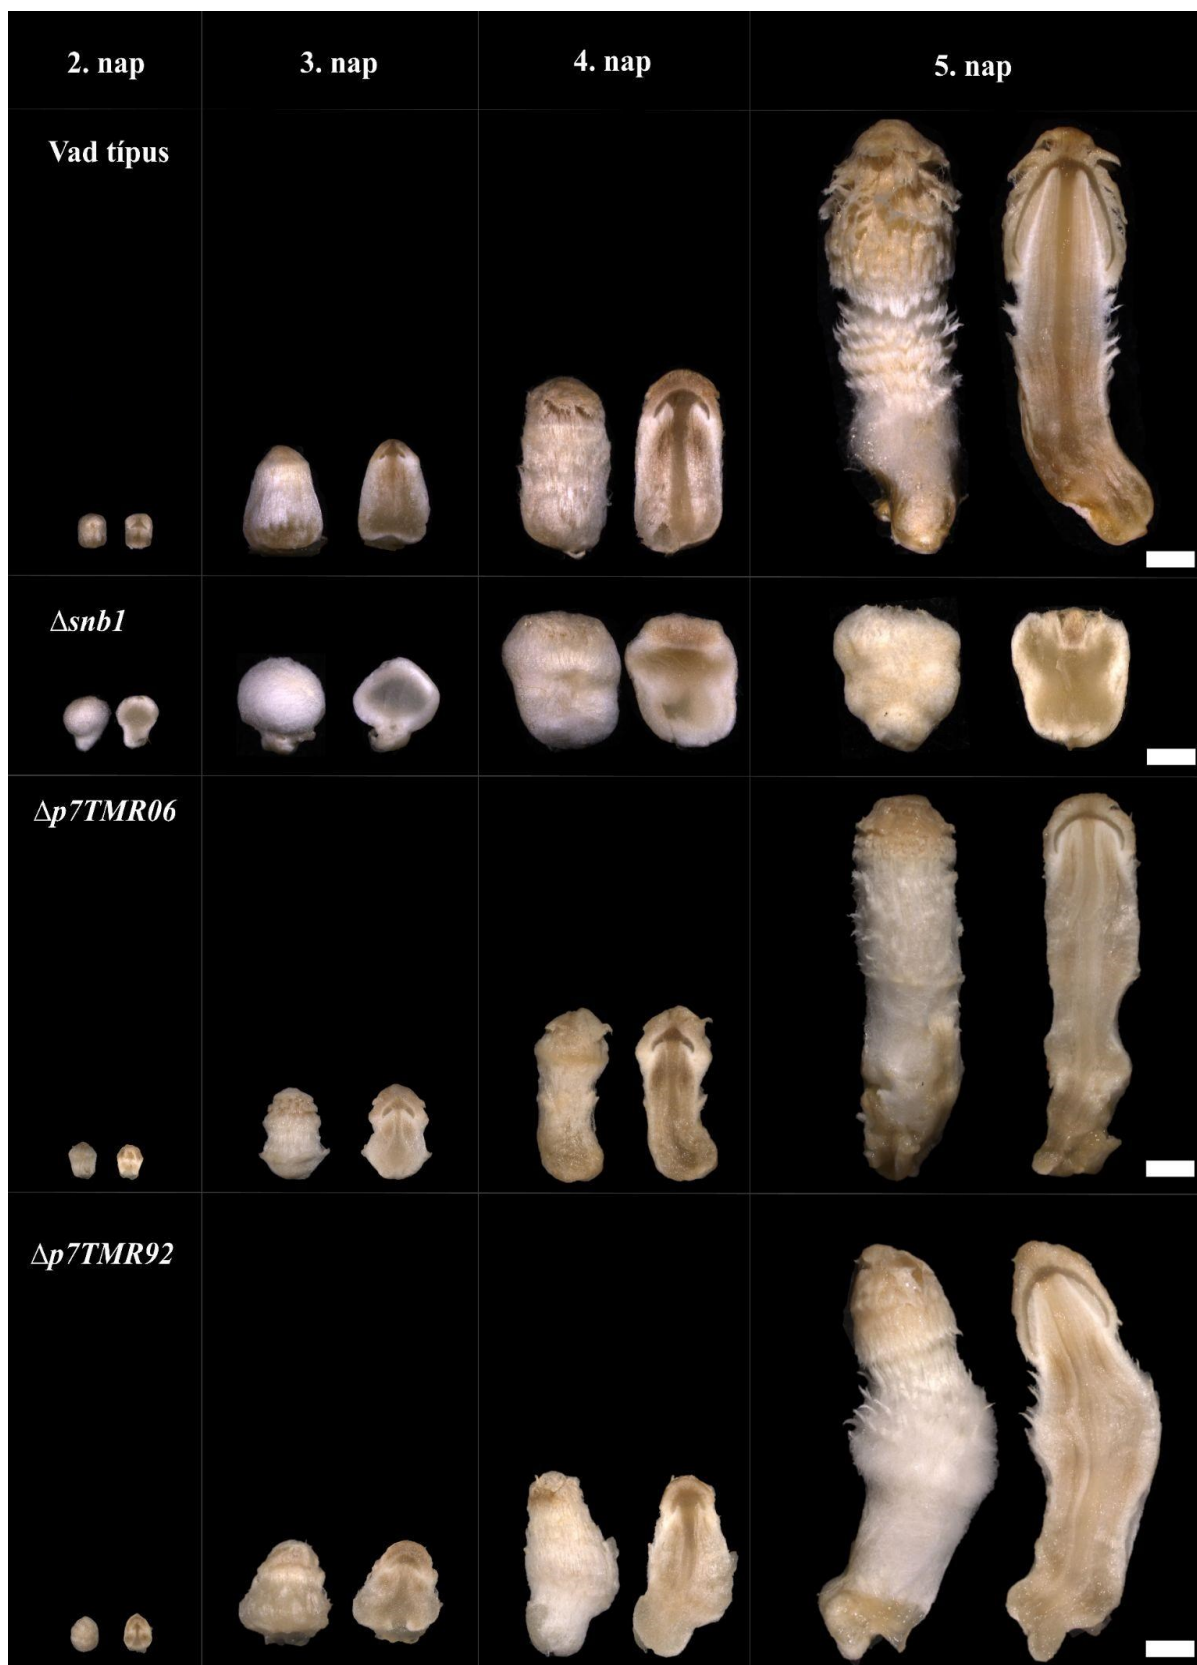 2. nap 3. nap 4. nap 5. nap
Vad típus
Δsnb1
Δp7TMR06
Δp7TMR92